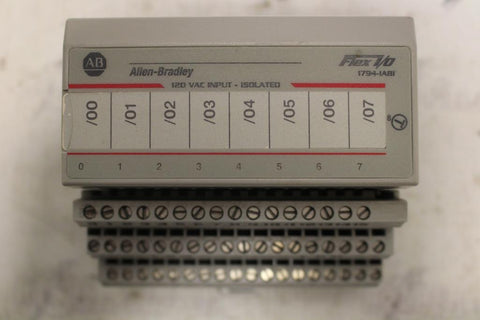 AB
Allen-Bradley
Flex I/O
1794-IA8I
120 VAC INPUT - ISOLATED
/00 /01 /02 /03 /04 /05 /06 /07
8
0 1 2 3 4 5 6 7